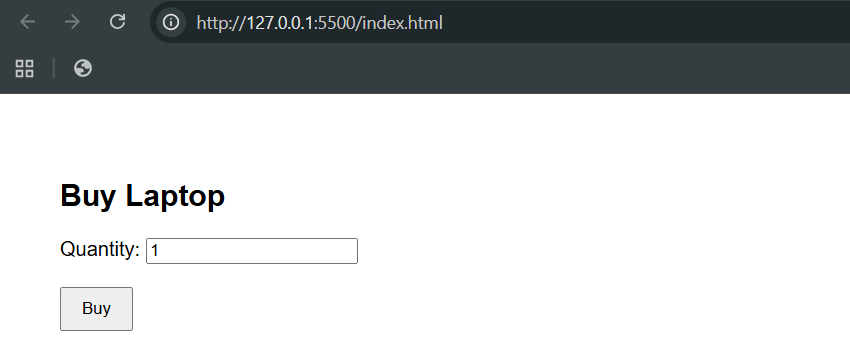 http://127.0.0.1:5500/index.html
Buy Laptop
Quantity: 1
Buy